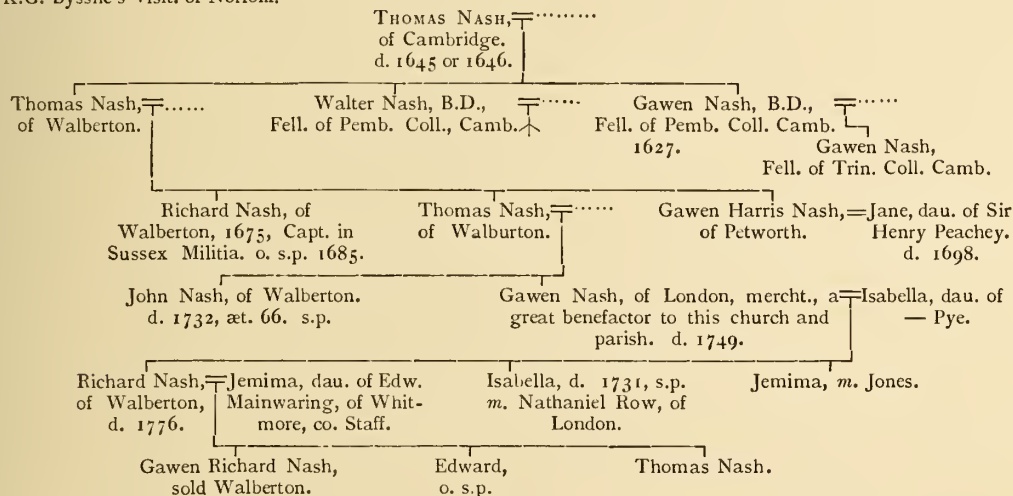 THOMAS NASH, ⸗ ………
of Cambridge.
d. 1645 or 1646.
Thomas Nash, ⸗ ……
of Walberton.
Walter Nash, B.D., ⸗ ……
Fell. of Pemb. Coll., Camb.
Gawen Nash, B.D., ⸗ ……
Fell. of Pemb. Coll. Camb.
1627.
Gawen Nash,
Fell. of Trin. Coll. Camb.
Richard Nash, of
Walberton, 1675, Capt. in
Sussex Militia. o. s.p. 1685.
Thomas Nash, ⸗ ……
of Walburton.
Gawen Harris Nash, =
of Petworth.
Jane, dau. of Sir
Henry Peachey.
d. 1698.
John Nash, of Walberton.
d. 1732, æt. 66. s.p.
Gawen Nash, of London, mercht., a ⸗
great benefactor to this church and
parish. d. 1749.
Isabella, dau. of
— Pye.
Richard Nash, ⸗
of Walberton,
d. 1776.
Jemima, dau. of Edw.
Mainwaring, of Whit-
more, co. Staff.
Isabella, d. 1731, s.p.
m. Nathaniel Row, of
London.
Jemima, m. Jones.
Gawen Richard Nash,
sold Walberton.
Edward,
o. s.p.
Thomas Nash.